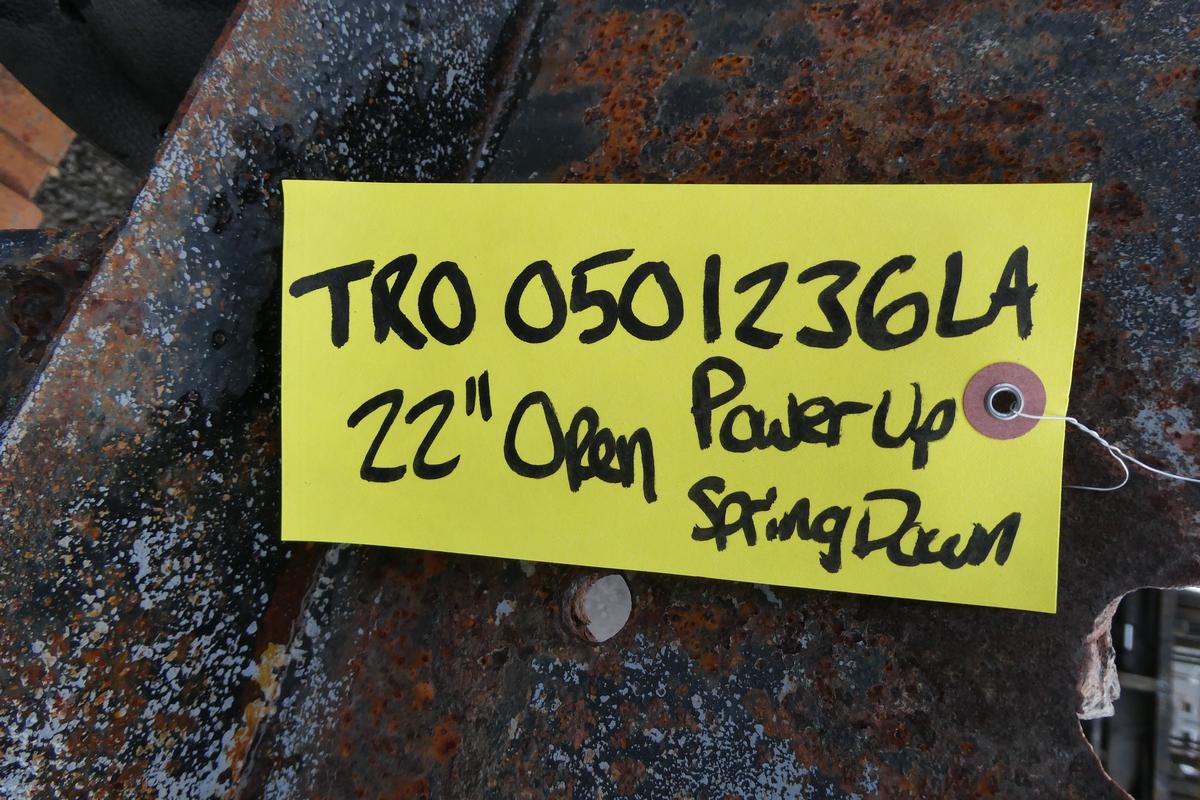 TRO 0501236LA
22" Open
Power Up
Spring Down